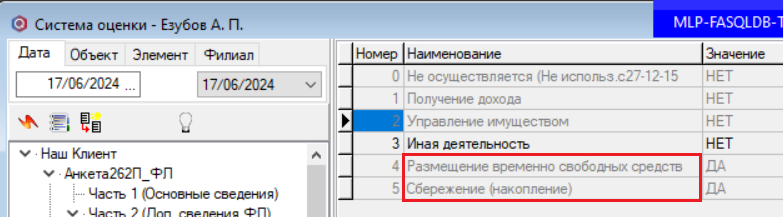 Система оценки - Езубов А. П.
MLP-FASQLDB-T
Дата Объект Элемент Филиал
17/06/2024 ... 17/06/2024
Наш Клиент
Анкета262П_ФП
Часть 1 (Основные сведения)
Часть 2 (Доп. сведения ФЛ)
Номер Наименование Значение
0 Не осуществляется (Не использ.с27-12-15 НЕТ
1 Получение дохода НЕТ
2 Управление имуществом НЕТ
3 Иная деятельность НЕТ
4 Размещение временно свободных средств ДА
5 Сбережение (накопление) ДА